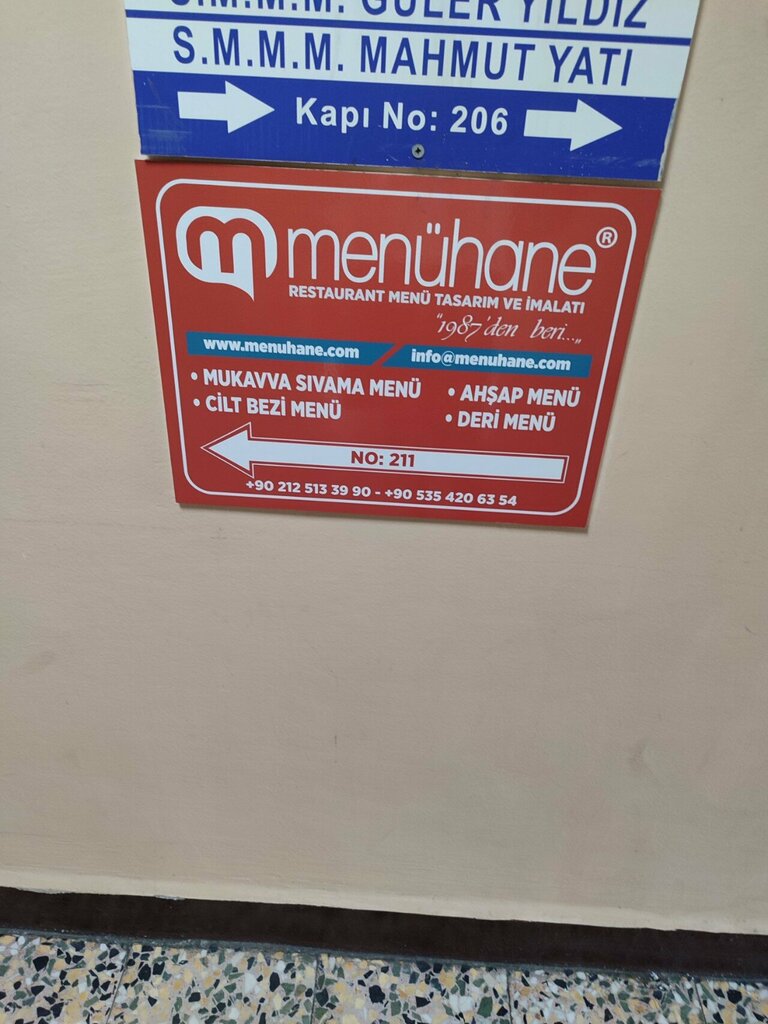 S.M.M.M. GÜLER YILDIZ
S.M.M.M. MAHMUT YATI
Kapı No: 206
m menühane®
RESTAURANT MENÜ TASARIM VE İMALATI
"1987'den beri..."
www.menuhane.com info@menuhane.com
• MUKAVVA SIVAMA MENÜ • AHŞAP MENÜ
• CİLT BEZİ MENÜ • DERİ MENÜ
NO: 211
+90 212 513 39 90 - +90 535 420 63 54